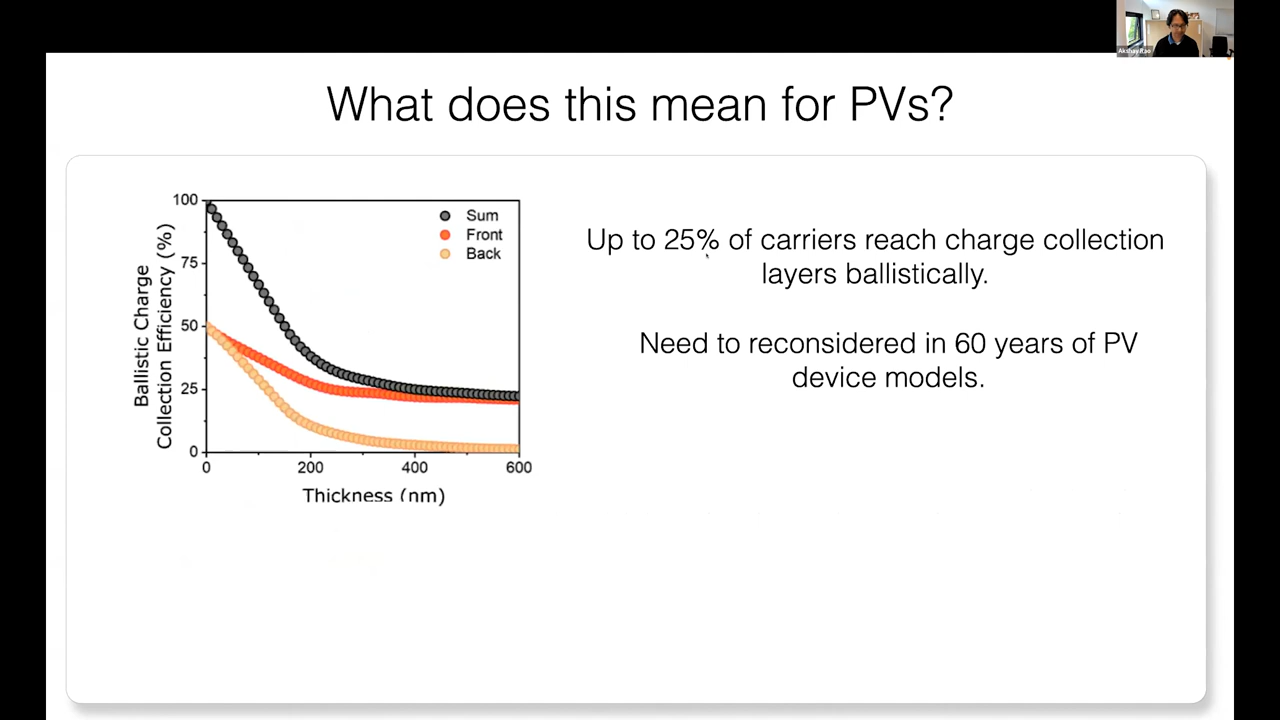 Akshay Rao
What does this mean for PVs?
100
75
50
25
0
Ballistic Charge
Collection Efficiency (%)
Sum
Front
Back
0
200
400
600
Thickness (nm)
Up to 25% of carriers reach charge collection
layers ballistically.
Need to reconsidered in 60 years of PV
device models.